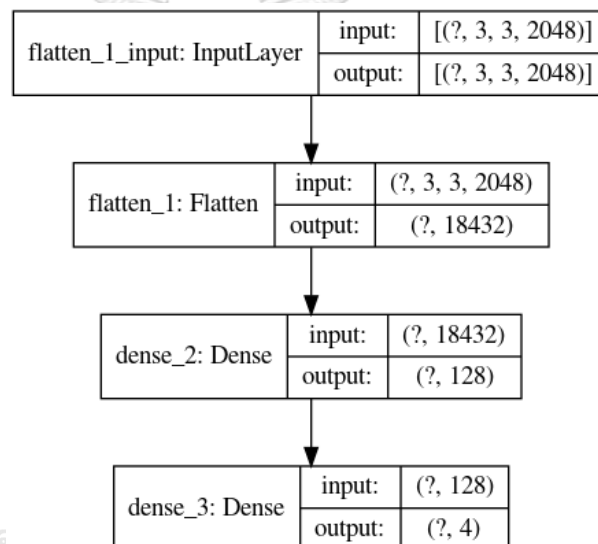 flatten_1_input: InputLayer
input: [(?, 3, 3, 2048)]
output: [(?, 3, 3, 2048)]
flatten_1: Flatten
input: (?, 3, 3, 2048)
output: (?, 18432)
dense_2: Dense
input: (?, 18432)
output: (?, 128)
dense_3: Dense
input: (?, 128)
output: (?, 4)